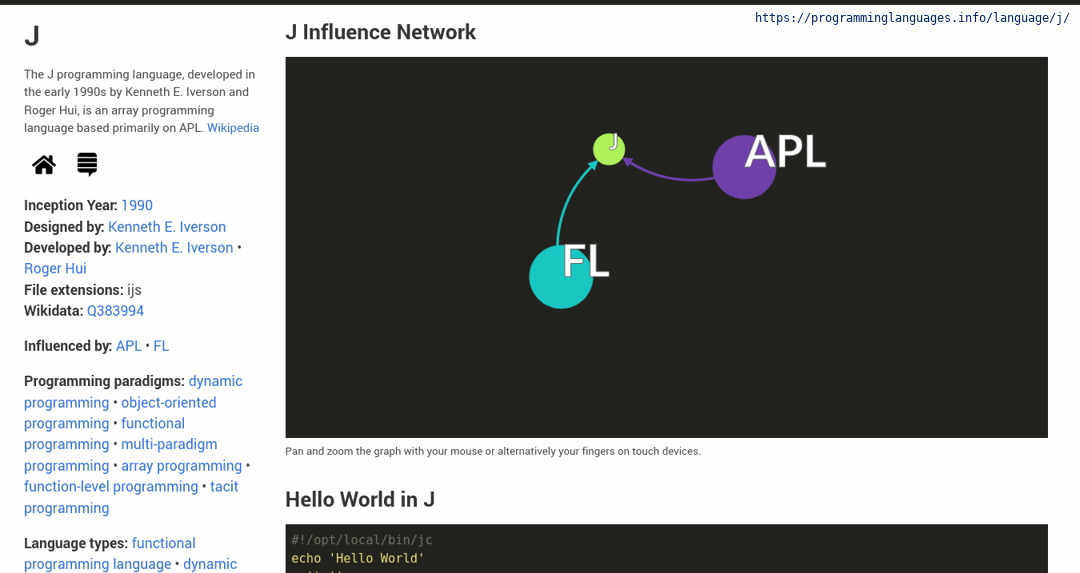 https://programminglanguages.info/language/j/
J
The J programming language, developed in
the early 1990s by Kenneth E. Iverson and
Roger Hui, is an array programming
language based primarily on APL. Wikipedia
Inception Year: 1990
Designed by: Kenneth E. Iverson
Developed by: Kenneth E. Iverson •
Roger Hui
File extensions: ijs
Wikidata: Q383994
Influenced by: APL • FL
Programming paradigms: dynamic
programming • object-oriented
programming • functional
programming • multi-paradigm
programming • array programming •
function-level programming • tacit
programming
Language types: functional
programming language • dynamic
J Influence Network
J
APL
FL
Pan and zoom the graph with your mouse or alternatively your fingers on touch devices.
Hello World in J
#!/opt/local/bin/jc
echo 'Hello World'